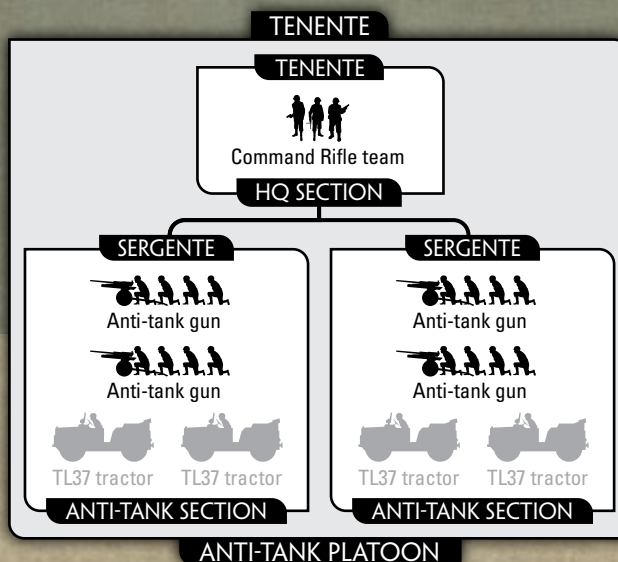 TENENTE
TENENTE
Command Rifle team
HQ SECTION
SERGENTE
Anti-tank gun
Anti-tank gun
TL37 tractor TL37 tractor
ANTI-TANK SECTION
SERGENTE
Anti-tank gun
Anti-tank gun
TL37 tractor TL37 tractor
ANTI-TANK SECTION
ANTI-TANK PLATOON